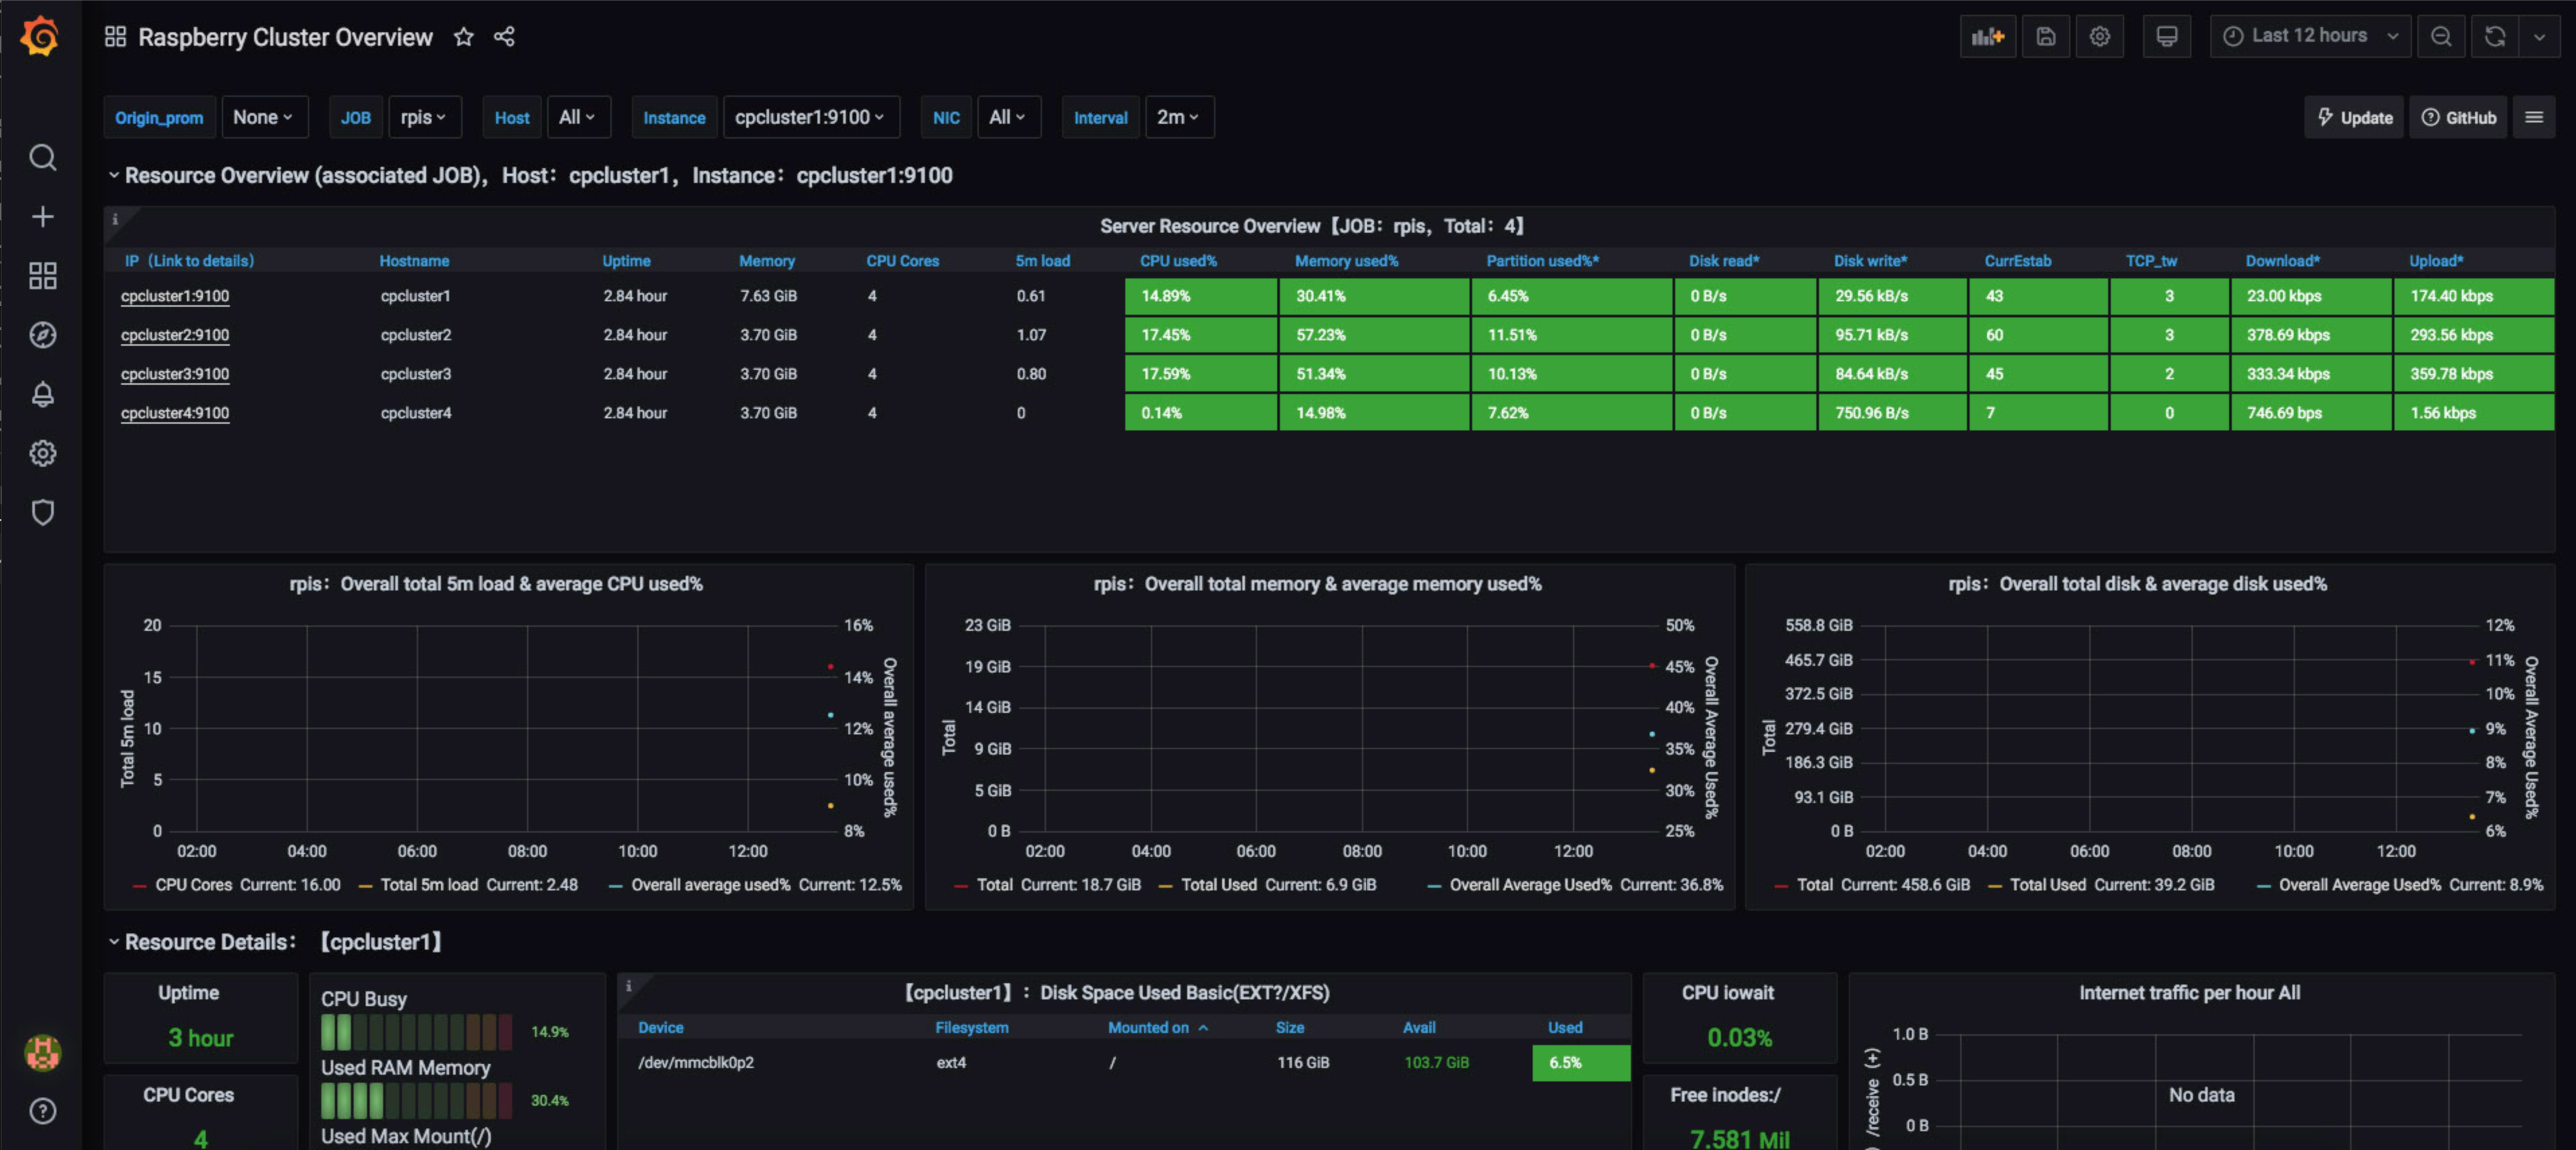 Raspberry Cluster Overview
Last 12 hours
Origin_prom None JOB rpis Host All Instance cpcluster1:9100 NIC All Interval 2m Update GitHub
Resource Overview (associated JOB)，Host：cpcluster1，Instance：cpcluster1:9100
Server Resource Overview【JOB：rpis，Total：4】
IP（Link to details） Hostname Uptime Memory CPU Cores 5m load CPU used% Memory used% Partition used%* Disk read* Disk write* CurrEstab TCP_tw Download* Upload*
cpcluster1:9100 cpcluster1 2.84 hour 7.63 GiB 4 0.61 14.89% 30.41% 6.45% 0 B/s 29.56 kB/s 43 3 23.00 kbps 174.40 kbps
cpcluster2:9100 cpcluster2 2.84 hour 3.70 GiB 4 1.07 17.45% 57.23% 11.51% 0 B/s 95.71 kB/s 60 3 378.69 kbps 293.56 kbps
cpcluster3:9100 cpcluster3 2.84 hour 3.70 GiB 4 0.80 17.59% 51.34% 10.13% 0 B/s 84.64 kB/s 45 2 333.34 kbps 359.78 kbps
cpcluster4:9100 cpcluster4 2.84 hour 3.70 GiB 4 0 0.14% 14.98% 7.62% 0 B/s 750.96 B/s 7 0 746.69 bps 1.56 kbps
rpis：Overall total 5m load & average CPU used%
20
15
10
5
0
Total 5m load
16%
14%
12%
10%
8%
Overall average used%
02:00 04:00 06:00 08:00 10:00 12:00
CPU Cores Current: 16.00 Total 5m load Current: 2.48 Overall average used% Current: 12.5%
rpis：Overall total memory & average memory used%
23 GiB
19 GiB
14 GiB
9 GiB
5 GiB
0 B
Total
50%
45%
40%
35%
30%
25%
Overall Average Used%
02:00 04:00 06:00 08:00 10:00 12:00
Total Current: 18.7 GiB Total Used Current: 6.9 GiB Overall Average Used% Current: 36.8%
rpis：Overall total disk & average disk used%
558.8 GiB
465.7 GiB
372.5 GiB
279.4 GiB
186.3 GiB
93.1 GiB
0 B
Total
12%
11%
10%
9%
8%
7%
6%
Overall Average Used%
02:00 04:00 06:00 08:00 10:00 12:00
Total Current: 458.6 GiB Total Used Current: 39.2 GiB Overall Average Used% Current: 8.9%
Resource Details：【cpcluster1】
Uptime
3 hour
CPU Cores
4
CPU Busy
14.9%
Used RAM Memory
30.4%
Used Max Mount(/)
【cpcluster1】：Disk Space Used Basic(EXT?/XFS)
Device Filesystem Mounted on Size Avail Used
/dev/mmcblk0p2 ext4 / 116 GiB 103.7 GiB 6.5%
CPU iowait
0.03%
Free inodes:/
7.581 Mil
Internet traffic per hour All
1.0 B
0.5 B
0 B
/receive（+）
No data